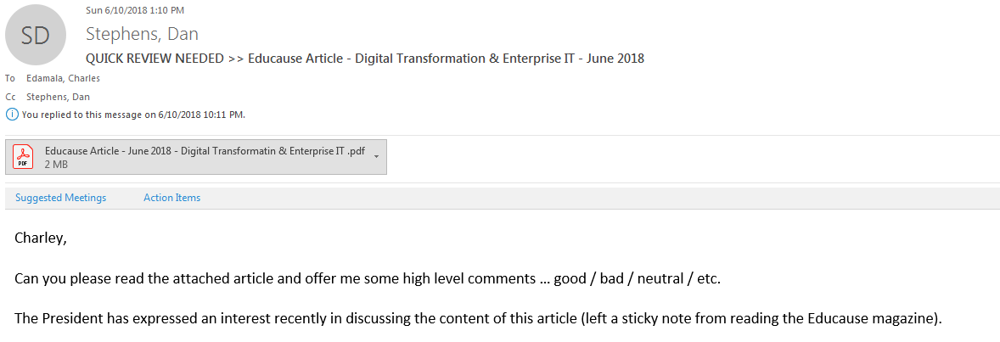 Sun 6/10/2018 1:10 PM
SD
Stephens, Dan
QUICK REVIEW NEEDED >> Educause Article - Digital Transformation & Enterprise IT - June 2018
To Edamala, Charles
Cc Stephens, Dan
i You replied to this message on 6/10/2018 10:11 PM.
Educause Article - June 2018 - Digital Transformatin & Enterprise IT .pdf
PDF
2 MB
Suggested Meetings Action Items
Charley,
Can you please read the attached article and offer me some high level comments ... good / bad / neutral / etc.
The President has expressed an interest recently in discussing the content of this article (left a sticky note from reading the Educause magazine).